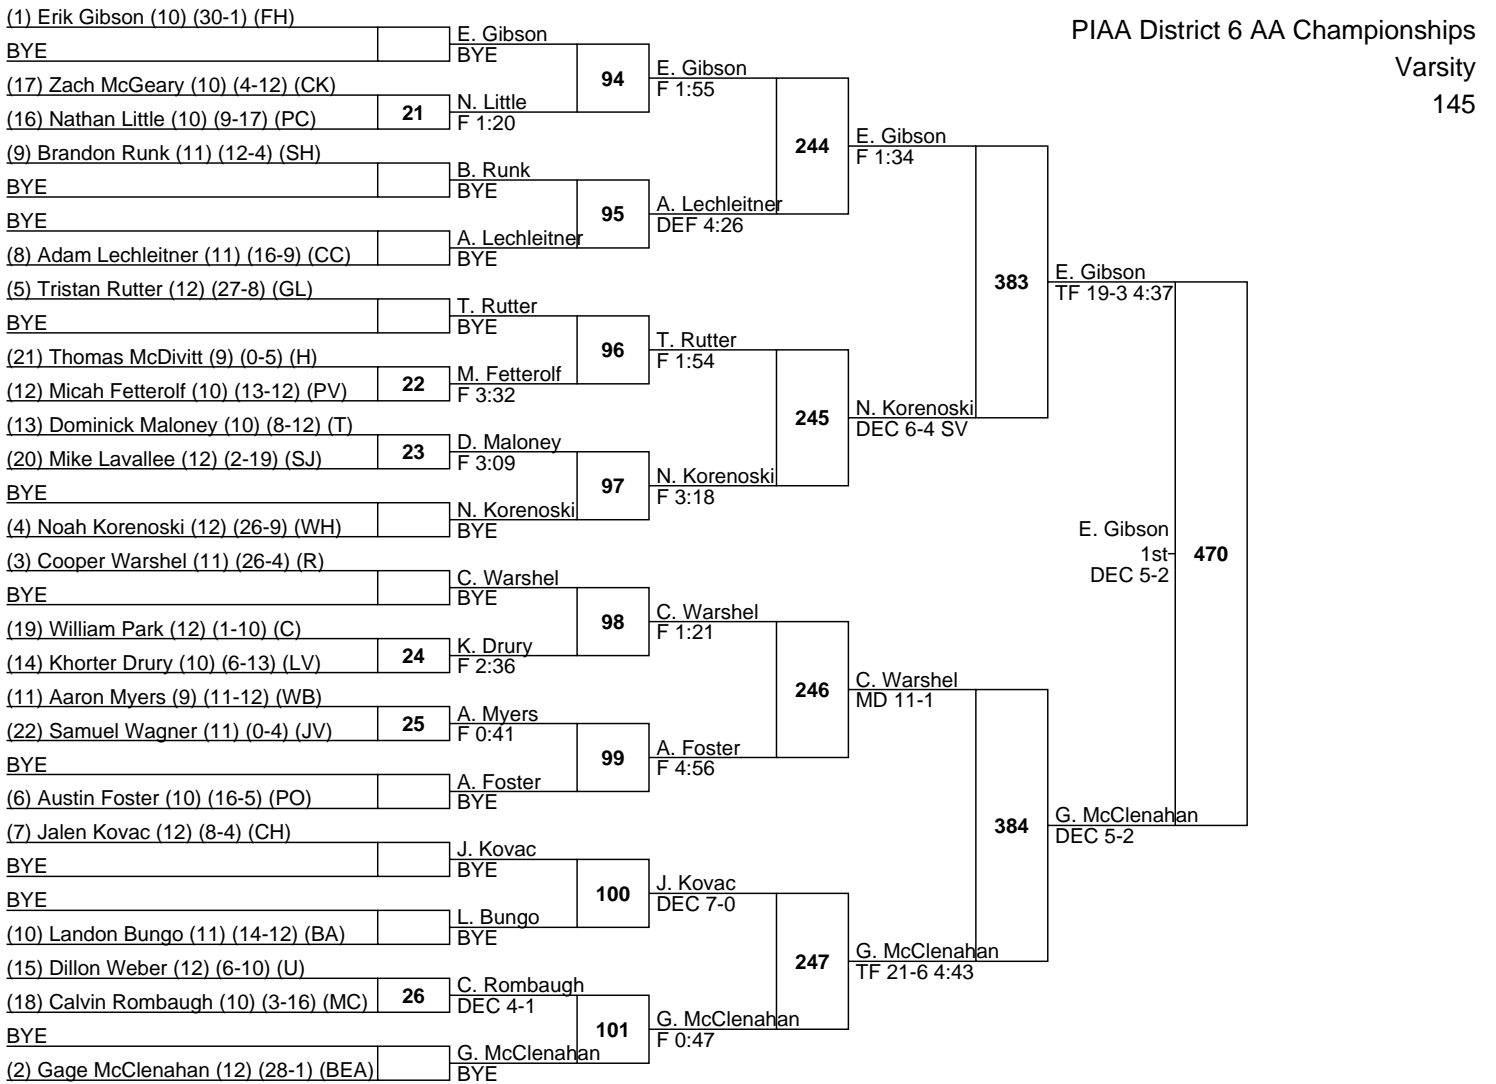 PIAA District 6 AA Championships
Varsity
145
(1) Erik Gibson (10) (30-1) (FH)
BYE
(17) Zach McGeary (10) (4-12) (CK)
(16) Nathan Little (10) (9-17) (PC)
(9) Brandon Runk (11) (12-4) (SH)
BYE
BYE
(8) Adam Lechleitner (11) (16-9) (CC)
(5) Tristan Rutter (12) (27-8) (GL)
BYE
(21) Thomas McDivitt (9) (0-5) (H)
(12) Micah Fetterolf (10) (13-12) (PV)
(13) Dominick Maloney (10) (8-12) (T)
(20) Mike Lavallee (12) (2-19) (SJ)
BYE
(4) Noah Korenoski (12) (26-9) (WH)
(3) Cooper Warshel (11) (26-4) (R)
BYE
(19) William Park (12) (1-10) (C)
(14) Khorter Drury (10) (6-13) (LV)
(11) Aaron Myers (9) (11-12) (WB)
(22) Samuel Wagner (11) (0-4) (JV)
BYE
(6) Austin Foster (10) (16-5) (PO)
(7) Jalen Kovac (12) (8-4) (CH)
BYE
BYE
(10) Landon Bungo (11) (14-12) (BA)
(15) Dillon Weber (12) (6-10) (U)
(18) Calvin Rombaugh (10) (3-16) (MC)
BYE
(2) Gage McClenahan (12) (28-1) (BEA)
21
22
23
24
25
26
E. Gibson
BYE
N. Little
F 1:20
B. Runk
BYE
A. Lechleitner
BYE
T. Rutter
BYE
M. Fetterolf
F 3:32
D. Maloney
F 3:09
N. Korenoski
BYE
C. Warshel
BYE
K. Drury
F 2:36
A. Myers
F 0:41
A. Foster
BYE
J. Kovac
BYE
L. Bungo
BYE
C. Rombaugh
DEC 4-1
G. McClenahan
BYE
94
95
96
97
98
99
100
101
E. Gibson
F 1:55
A. Lechleitner
DEF 4:26
T. Rutter
F 1:54
N. Korenoski
F 3:18
C. Warshel
F 1:21
A. Foster
F 4:56
J. Kovac
DEC 7-0
G. McClenahan
F 0:47
244
245
246
247
E. Gibson
F 1:34
N. Korenoski
DEC 6-4 SV
C. Warshel
MD 11-1
G. McClenahan
TF 21-6 4:43
383
384
E. Gibson
TF 19-3 4:37
G. McClenahan
DEC 5-2
470
E. Gibson
1st
DEC 5-2